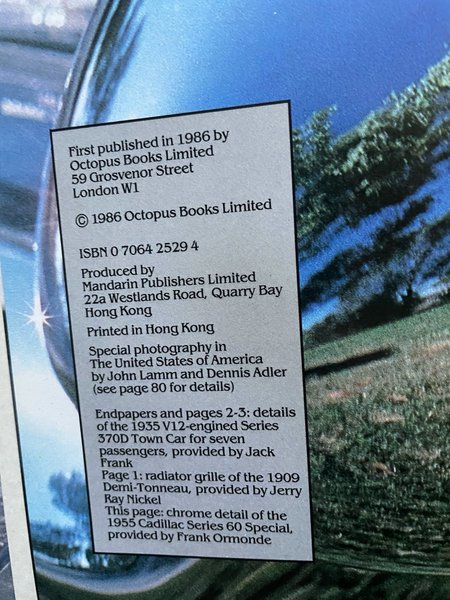 First published in 1986 by
Octopus Books Limited
59 Grosvenor Street
London W1
© 1986 Octopus Books Limited
ISBN 0 7064 2529 4
Produced by
Mandarin Publishers Limited
22a Westlands Road, Quarry Bay
Hong Kong
Printed in Hong Kong
Special photography in
The United States of America
by John Lamm and Dennis Adler
(see page 80 for details)
Endpapers and pages 2-3: details
of the 1935 V12-engined Series
370D Town Car for seven
passengers, provided by Jack
Frank
Page 1: radiator grille of the 1909
Demi-Tonneau, provided by Jerry
Ray Nickel
This page: chrome detail of the
1955 Cadillac Series 60 Special,
provided by Frank Ormonde